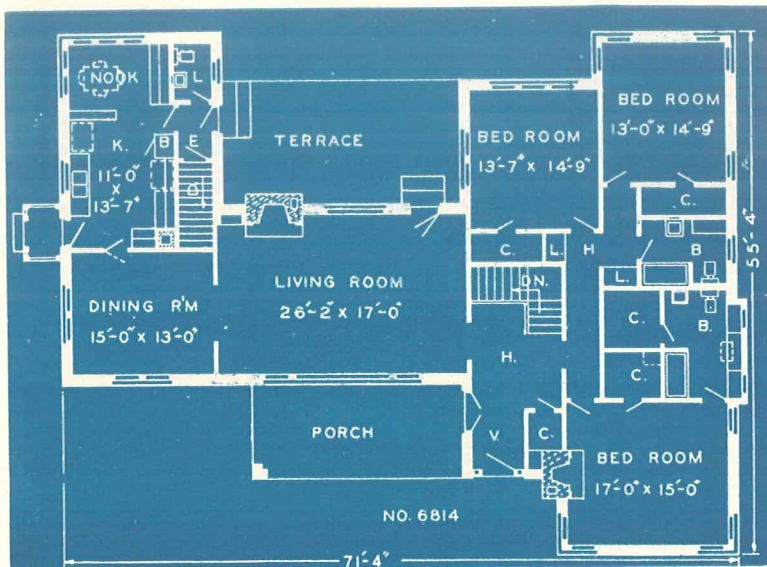 NOOK
L
K.
11'-0"
X
13'-7"
B
E
D
TERRACE
BED ROOM
13'-7" X 14'-9"
BED ROOM
13'-0" X 14'-9"
C.
C.
L.
H
B
L.
DINING R'M
15'-0" X 13'-0"
LIVING ROOM
26'-2" X 17'-0"
DN.
H.
C.
B.
C.
PORCH
V.
C.
BED ROOM
17'-0" X 15'-0"
NO. 6814
71'-4"
55'-4"